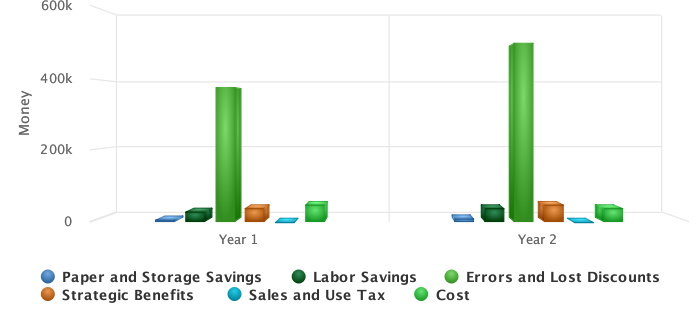 600k
400k
200k
0
Money
Year 1
Year 2
Paper and Storage Savings
Labor Savings
Errors and Lost Discounts
Strategic Benefits
Sales and Use Tax
Cost